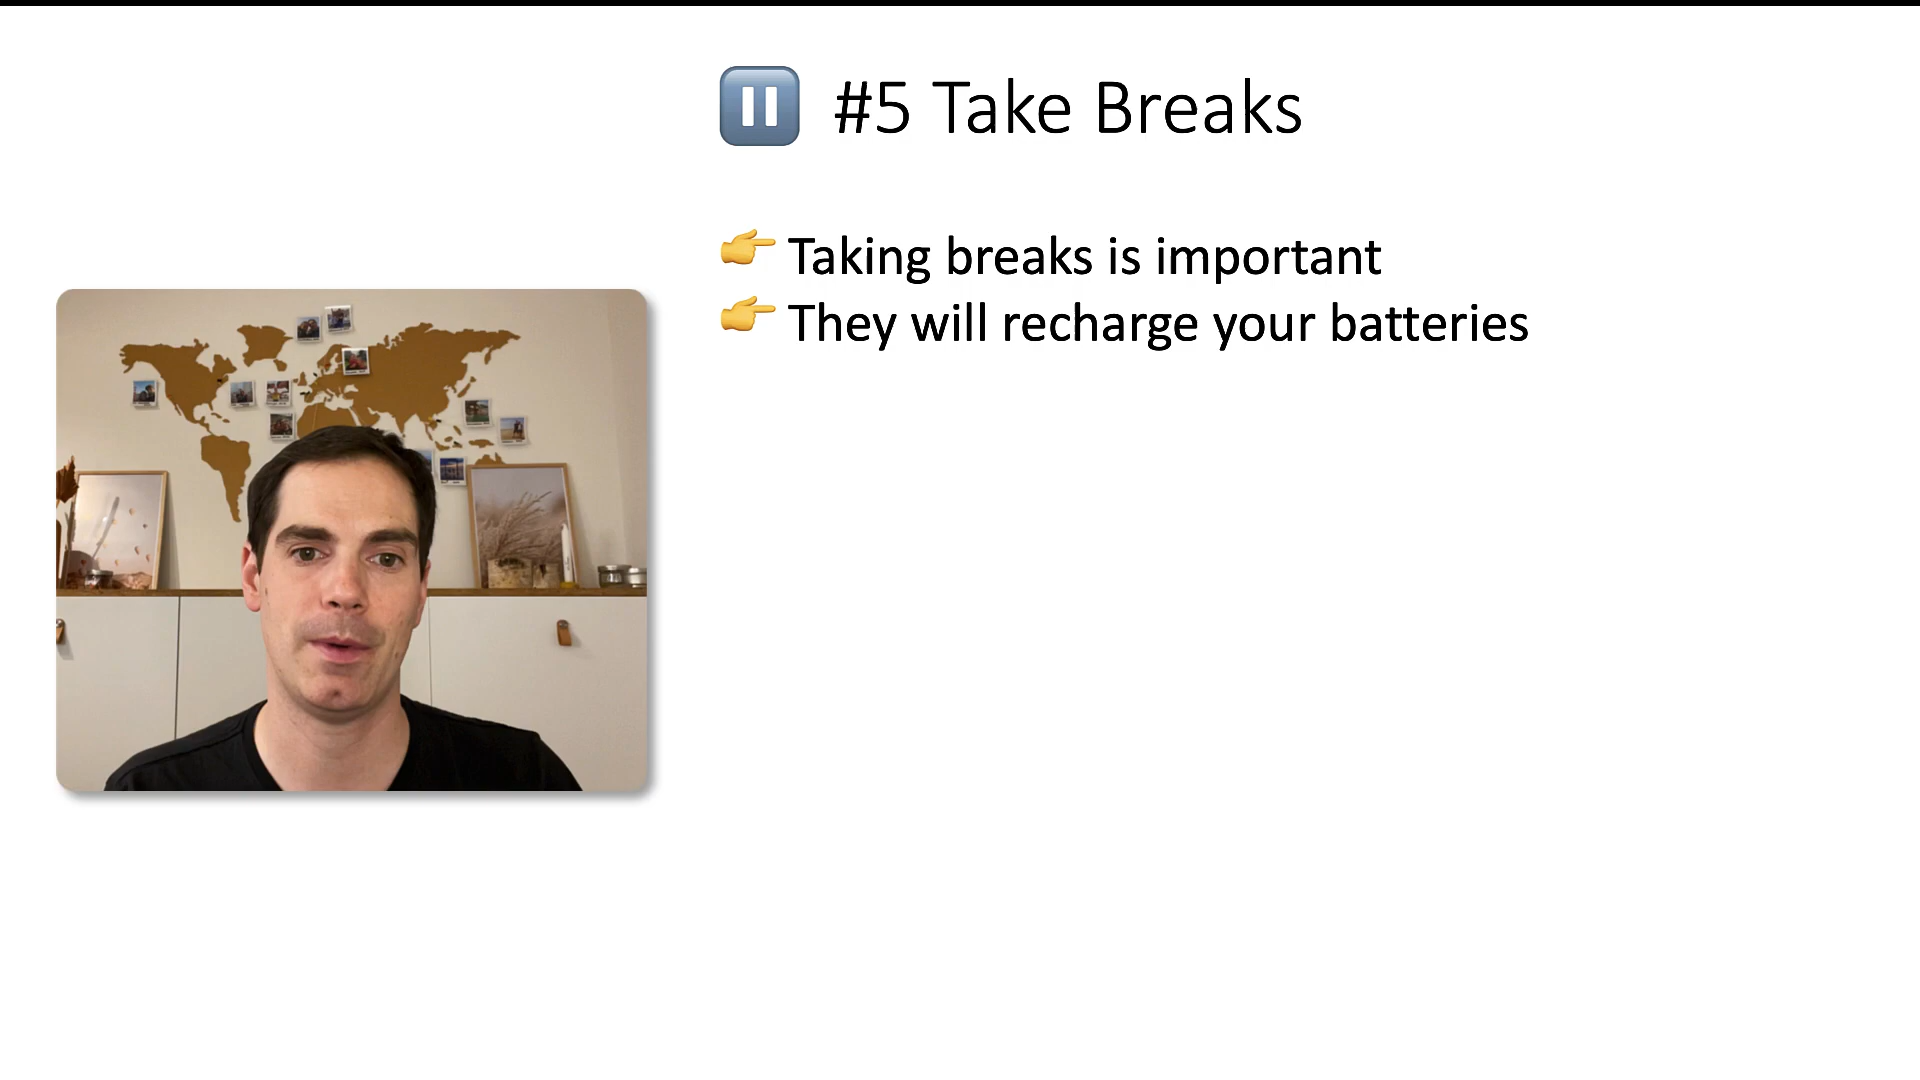 #5 Take Breaks
Taking breaks is important
They will recharge your batteries